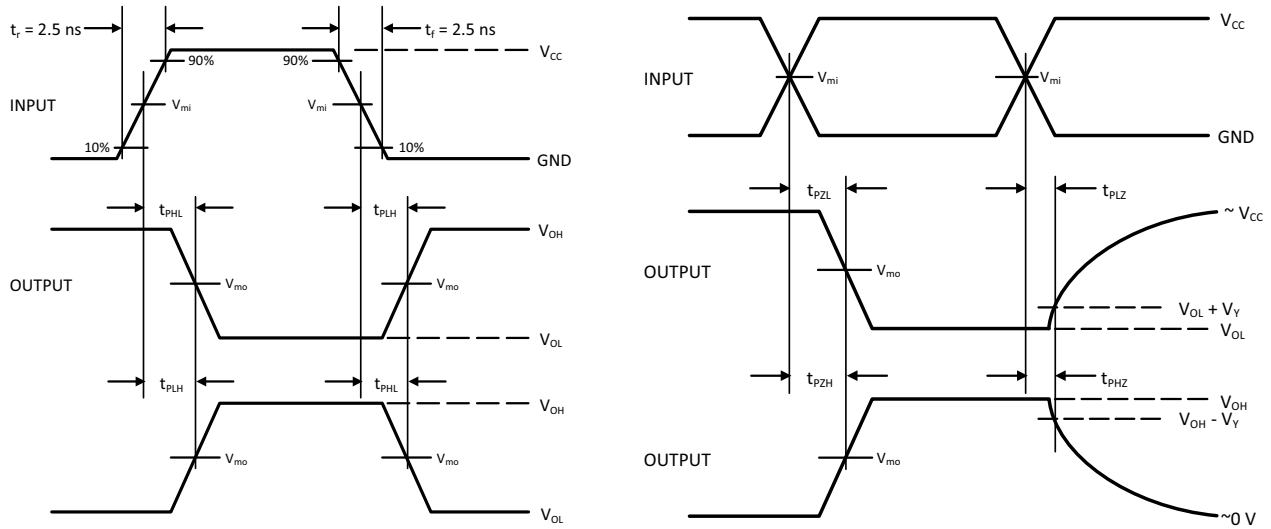 tr = 2.5 ns
tf = 2.5 ns
VCC
90%
90%
INPUT
Vmi
Vmi
10%
10%
GND
tPHL
tPLH
VOH
OUTPUT
Vmo
Vmo
VOL
tPLH
tPHL
VOH
Vmo
Vmo
VOL
VCC
INPUT
Vmi
Vmi
GND
tPZL
tPLZ
~ VCC
OUTPUT
Vmo
VOL + VY
VOL
tPZH
tPHZ
VOH
VOH - VY
OUTPUT
Vmo
~0 V